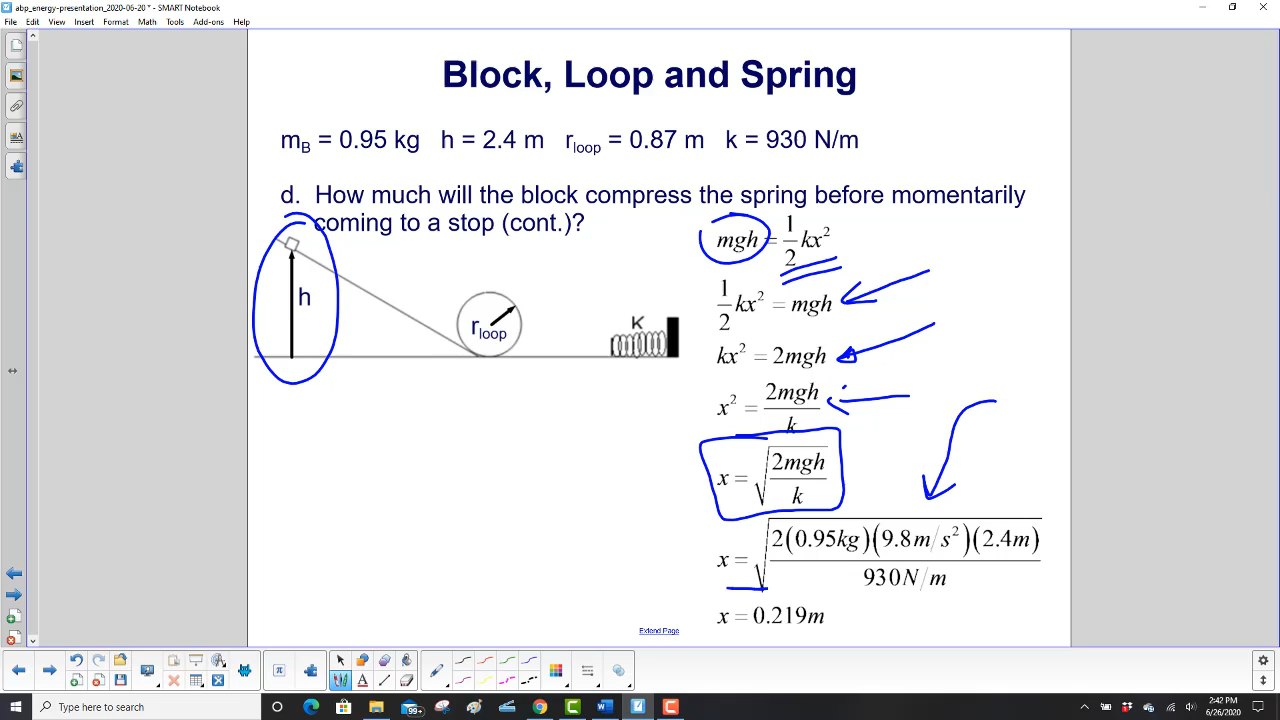 abp_energy-presentation_2020-06-20 * - SMART Notebook
File Edit View Insert Format Math Tools Add-ons Help
Block, Loop and Spring
m_B = 0.95 kg h = 2.4 m r_loop = 0.87 m k = 930 N/m
d. How much will the block compress the spring before momentarily
coming to a stop (cont.)?
mgh = 1/2 kx²
h
1/2 kx² = mgh
r_loop
K
kx² = 2mgh
x² = 2mgh/k
x = √(2mgh/k)
x = √(2(0.95kg)(9.8m/s²)(2.4m)/930N/m)
x = 0.219m
Extend Page
π
A
Type here to search
99+
2:42 PM
6/26/2020